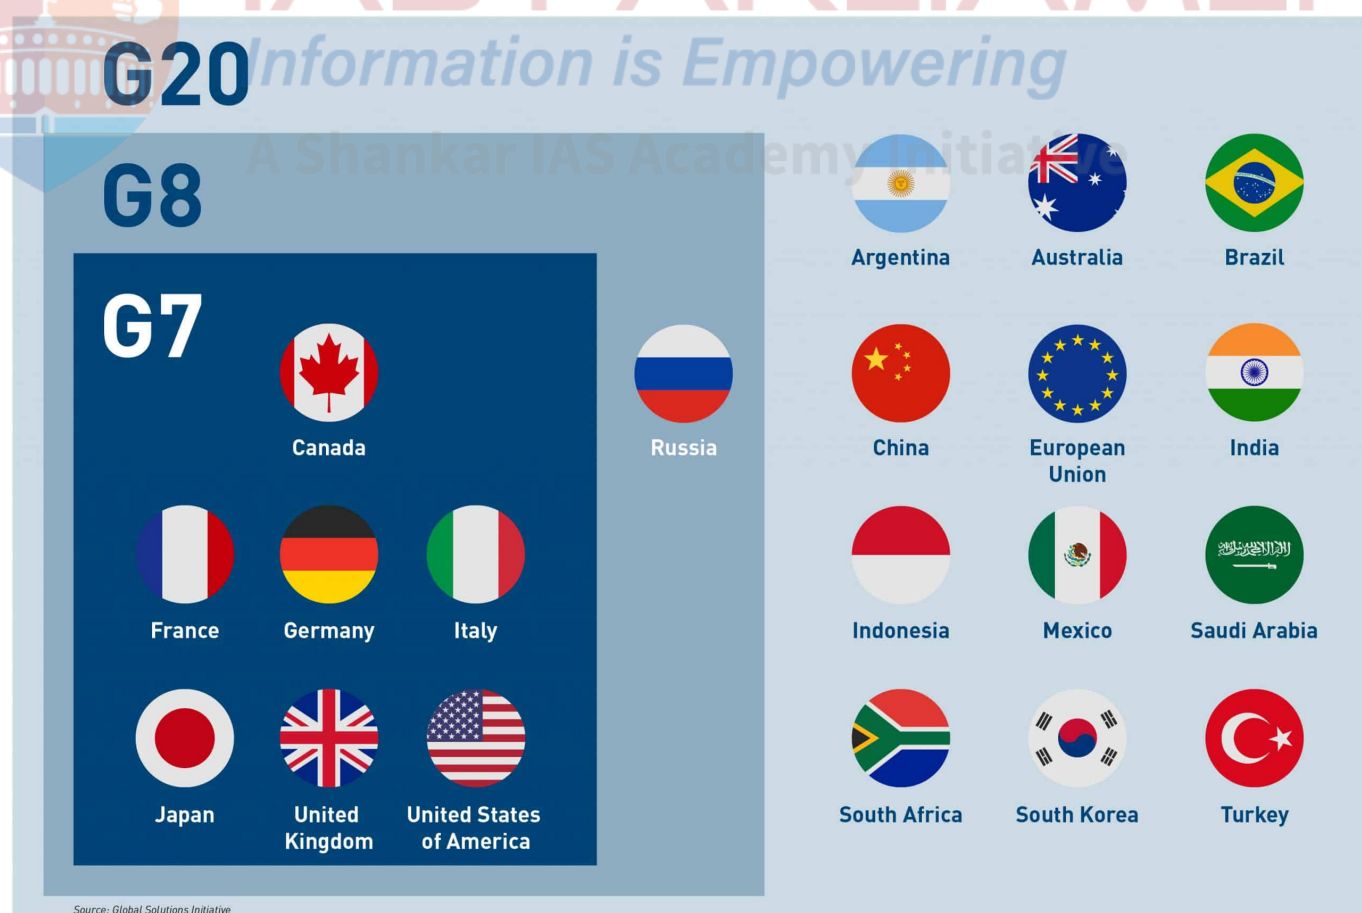 IAS PARLIAMENT
Information is Empowering
A Shankar IAS Academy Initiative
G20
G8
G7
Canada
France
Germany
Italy
Japan
United
Kingdom
United States
of America
Russia
Argentina
Australia
Brazil
China
European
Union
India
Indonesia
Mexico
Saudi Arabia
South Africa
South Korea
Turkey
Source: Global Solutions Initiative